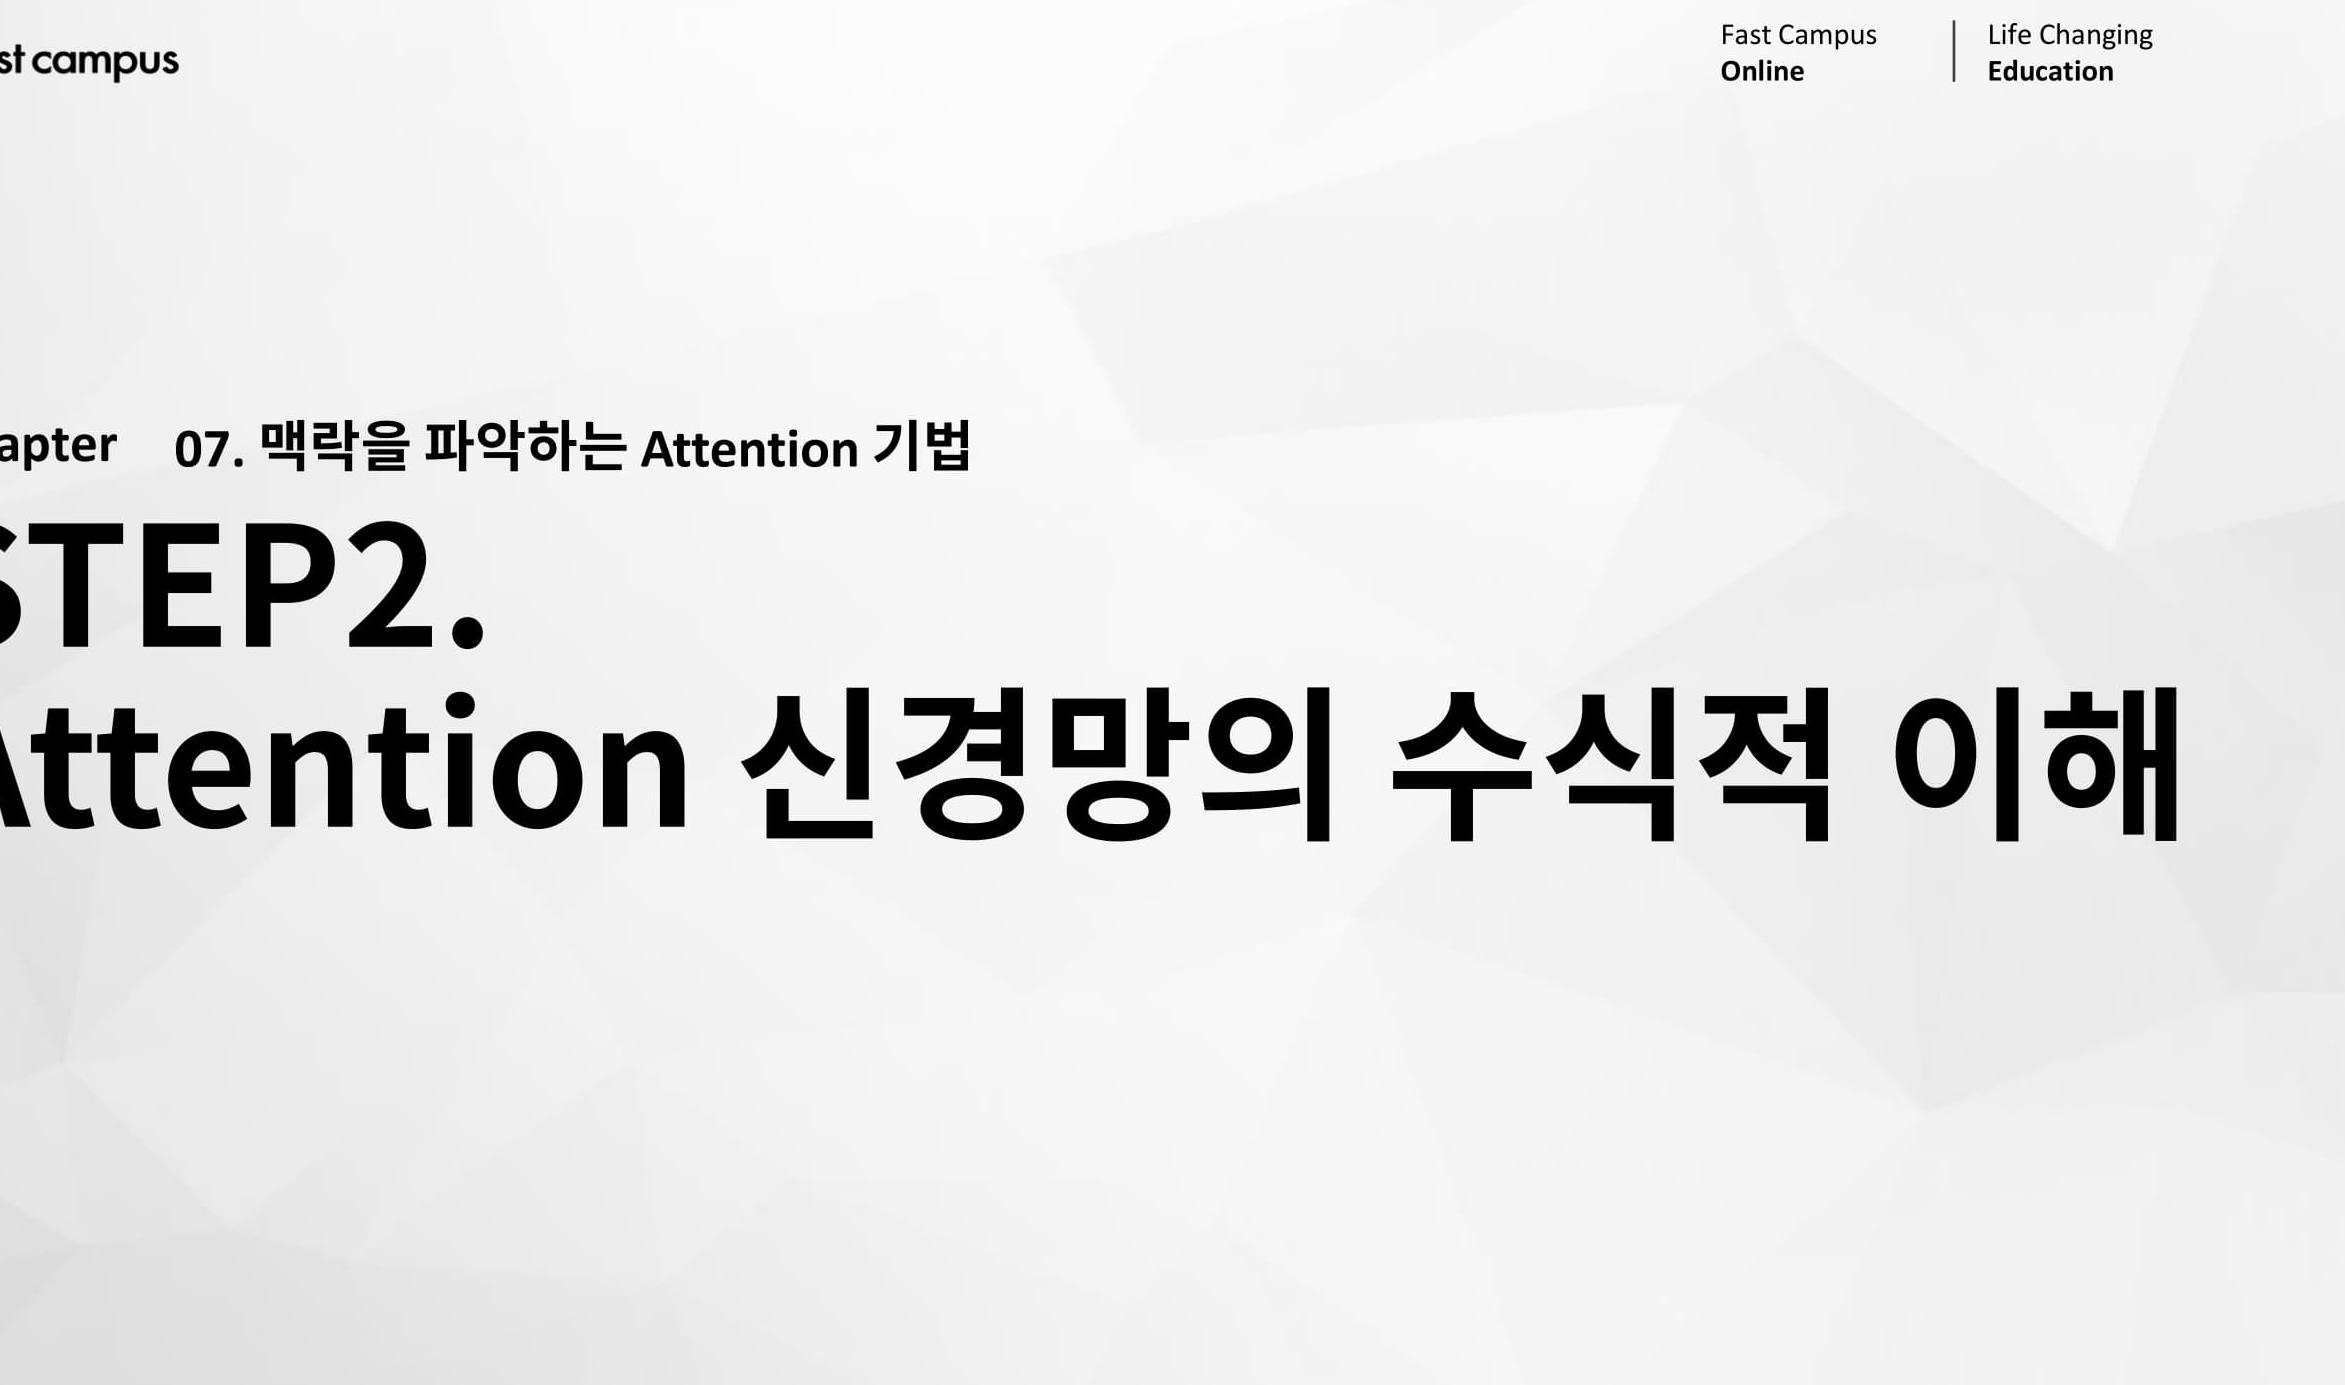 st campus
Fast Campus
Online
Life Changing
Education
apter 07. 맥락을 파악하는 Attention 기법
STEP2.
Attention 신경망의 수식적 이해